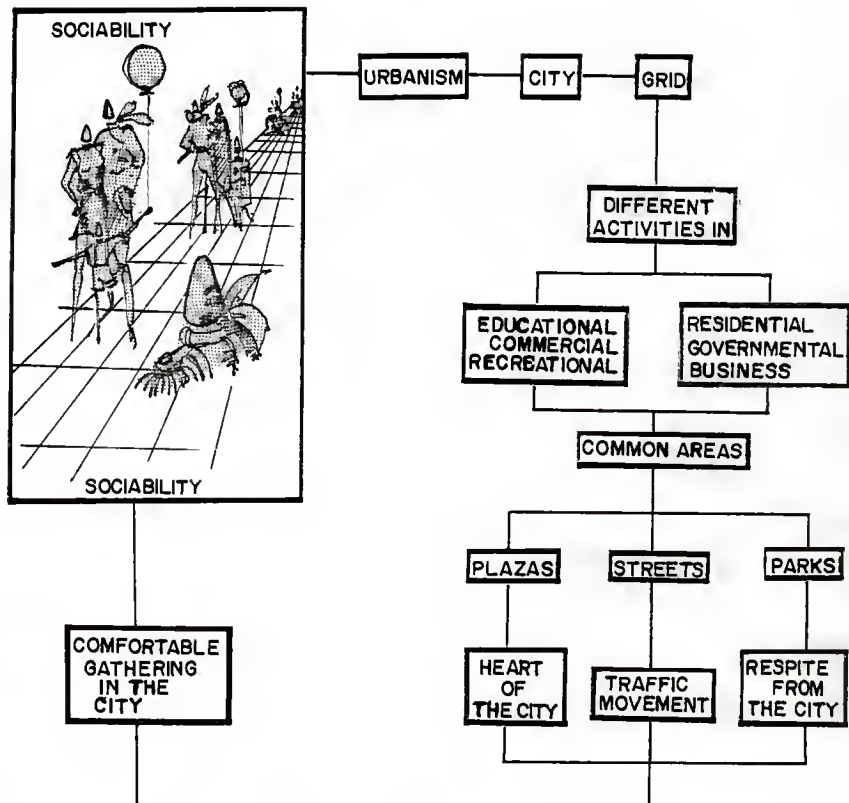 SOCIABILITY
URBANISM
CITY
GRID
DIFFERENT
ACTIVITIES IN
EDUCATIONAL
COMMERCIAL
RECREATIONAL
RESIDENTIAL
GOVERNMENTAL
BUSINESS
COMMON AREAS
SOCIABILITY
PLAZAS
STREETS
PARKS
COMFORTABLE
GATHERING
IN THE
CITY
HEART
OF
THE CITY
TRAFFIC
MOVEMENT
RESPITE
FROM
THE CITY